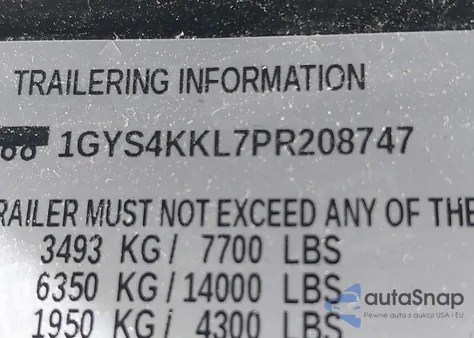 TRAILERING INFORMATION
1GYS4KKL7PR208747
RAILER MUST NOT EXCEED ANY OF THE
3493 KG/ 7700 LBS
6350 KG/14000 LBS
1950 KG/ 4300 LBS
autaSnap
Pewne auta z aukcji USA i EU